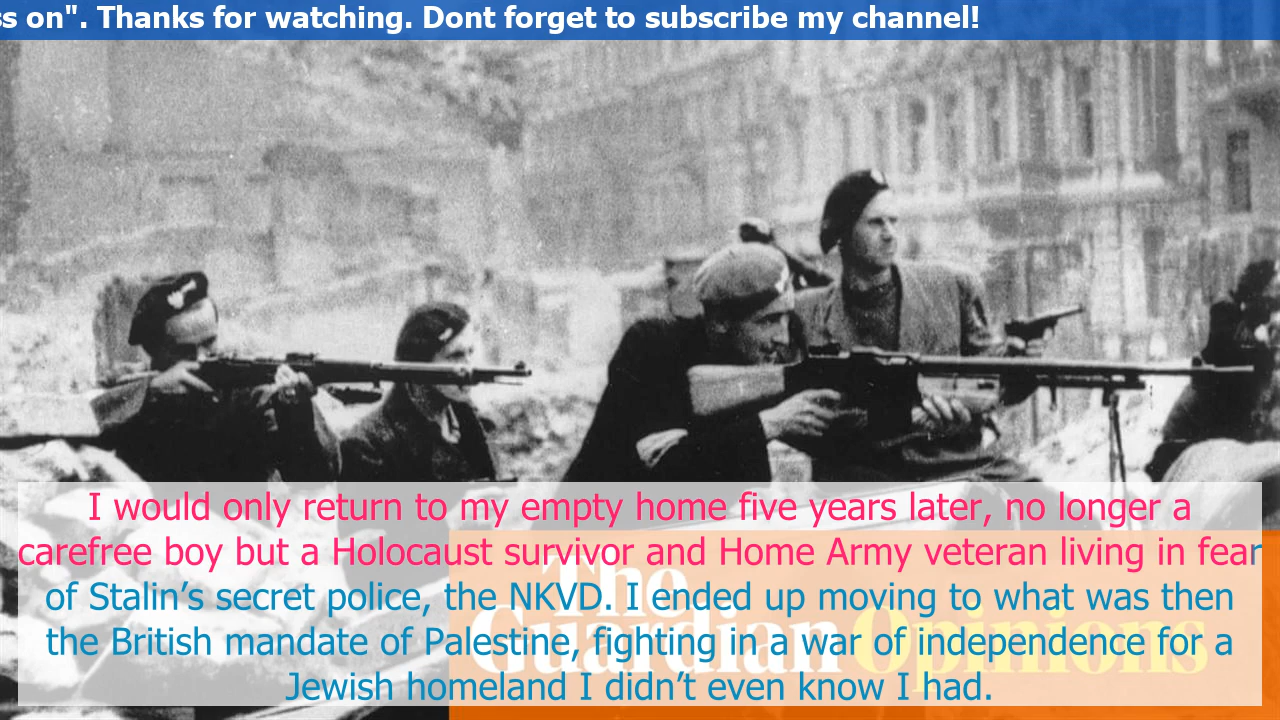 ss on". Thanks for watching. Dont forget to subscribe my channel!
I would only return to my empty home five years later, no longer a
carefree boy but a Holocaust survivor and Home Army veteran living in fear
of Stalin’s secret police, the NKVD. I ended up moving to what was then
the British mandate of Palestine, fighting in a war of independence for a
Jewish homeland I didn’t even know I had.
The
Guardian Opinions